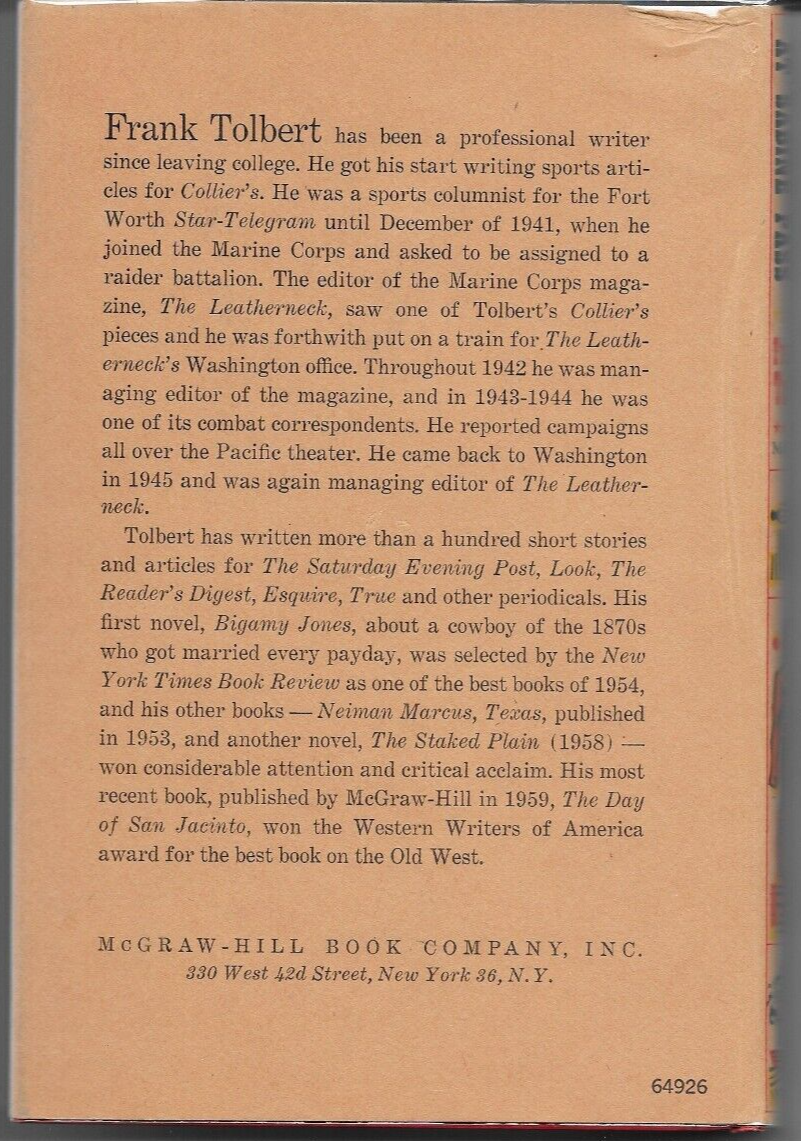 Frank Tolbert has been a professional writer
since leaving college. He got his start writing sports arti-
cles for Collier's. He was a sports columnist for the Fort
Worth Star-Telegram until December of 1941, when he
joined the Marine Corps and asked to be assigned to a
raider battalion. The editor of the Marine Corps maga-
zine, The Leatherneck, saw one of Tolbert's Collier's
pieces and he was forthwith put on a train for The Leath-
erneck's Washington office. Throughout 1942 he was man-
aging editor of the magazine, and in 1943-1944 he was
one of its combat correspondents. He reported campaigns
all over the Pacific theater. He came back to Washington
in 1945 and was again managing editor of The Leather-
neck.
Tolbert has written more than a hundred short stories
and articles for The Saturday Evening Post, Look, The
Reader's Digest, Esquire, True and other periodicals. His
first novel, Bigamy Jones, about a cowboy of the 1870s
who got married every payday, was selected by the New
York Times Book Review as one of the best books of 1954,
and his other books — Neiman Marcus, Texas, published
in 1953, and another novel, The Staked Plain (1958) —
won considerable attention and critical acclaim. His most
recent book, published by McGraw-Hill in 1959, The Day
of San Jacinto, won the Western Writers of America
award for the best book on the Old West.
McGRAW-HILL BOOK COMPANY, INC.
330 West 42d Street, New York 36, N.Y.
64926